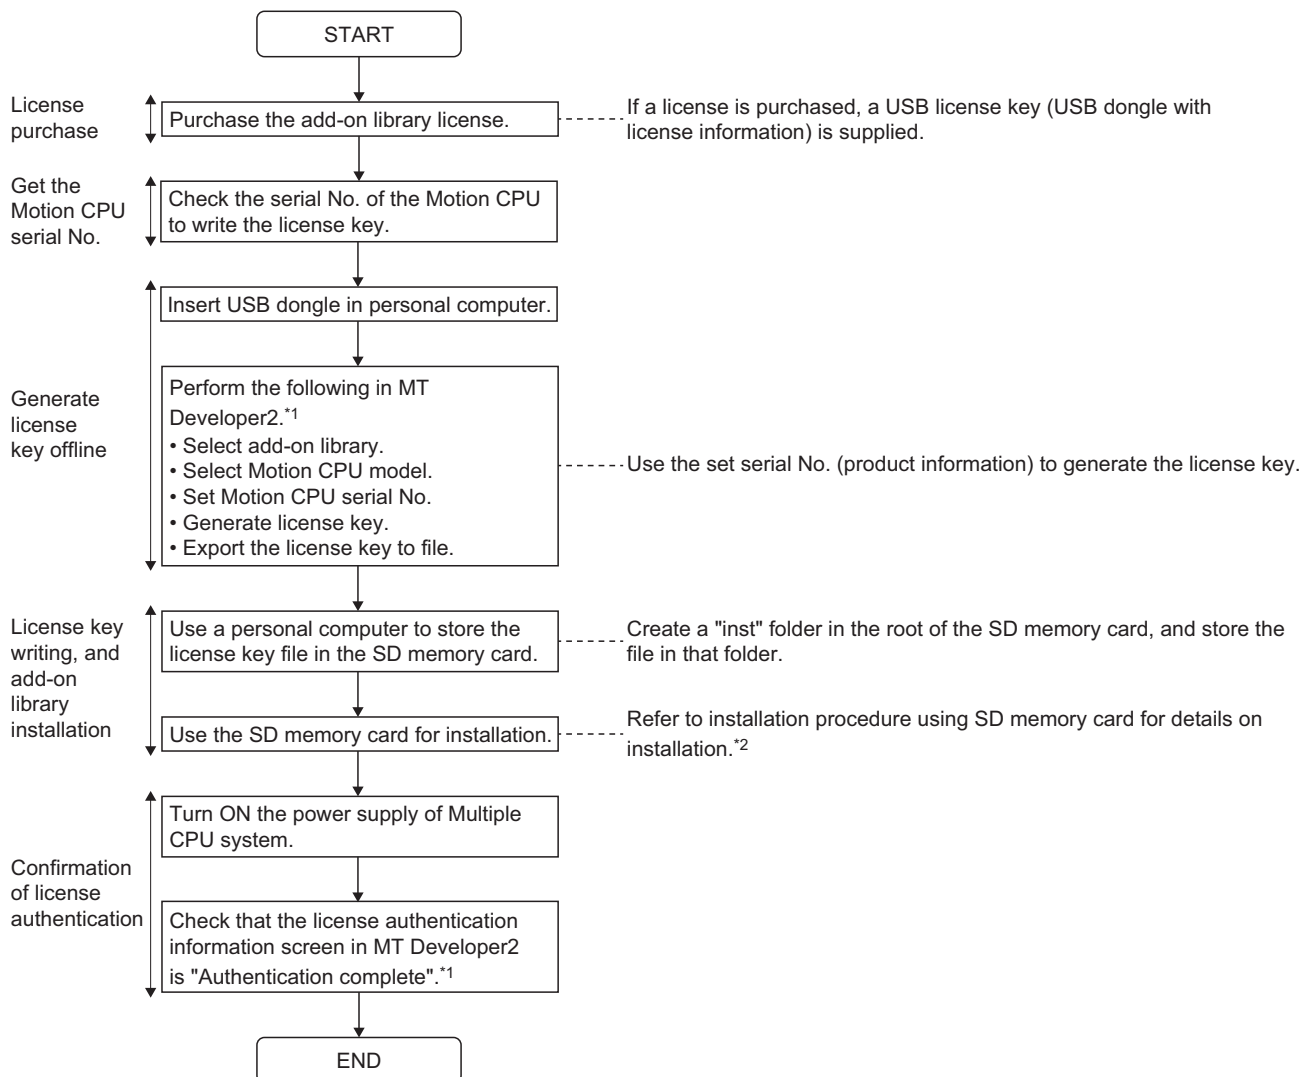 START
License
purchase
Purchase the add-on library license.
If a license is purchased, a USB license key (USB dongle with
license information) is supplied.
Get the
Motion CPU
serial No.
Check the serial No. of the Motion CPU
to write the license key.
Generate
license
key offline
Insert USB dongle in personal computer.
Perform the following in MT
Developer2.*1
• Select add-on library.
• Select Motion CPU model.
• Set Motion CPU serial No.
• Generate license key.
• Export the license key to file.
Use the set serial No. (product information) to generate the license key.
License key
writing, and
add-on
library
installation
Use a personal computer to store the
license key file in the SD memory card.
Create a "inst" folder in the root of the SD memory card, and store the
file in that folder.
Use the SD memory card for installation.
Refer to installation procedure using SD memory card for details on
installation.*2
Confirmation
of license
authentication
Turn ON the power supply of Multiple
CPU system.
Check that the license authentication
information screen in MT Developer2
is "Authentication complete".*1
END